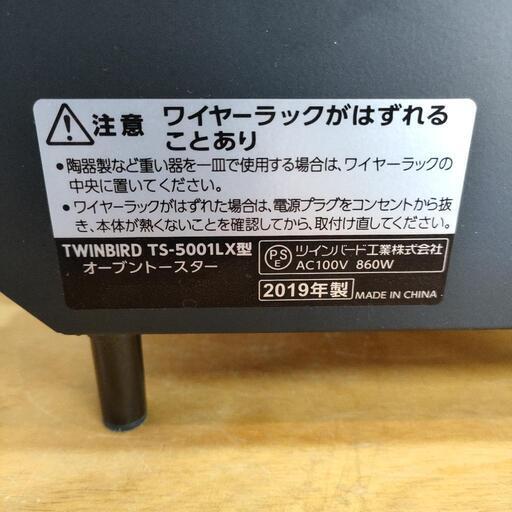 注意 ワイヤーラックがはずれる
ことあり
• 陶器製など重い器を一皿で使用する場合は、ワイヤーラックの
中央に置いてください。
• ワイヤーラックがはずれた場合は、電源プラグをコンセントから抜
き、本体が熱くないことを確認してから、取付け直してください。
TWINBIRD TS-5001LX型
オーブントースター
PSE ツインバード工業株式会社
AC100V 860W
2019年製 MADE IN CHINA